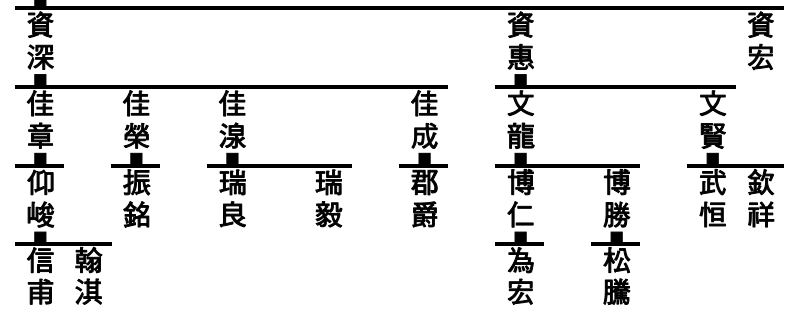 資深 資惠 資宏
佳章 佳榮 佳湶 佳成 文龍 文賢
仰峻 振銘 瑞良 瑞毅 郡爵 博仁 博勝 武恒 欽祥
信甫 翰淇 為宏 松騰